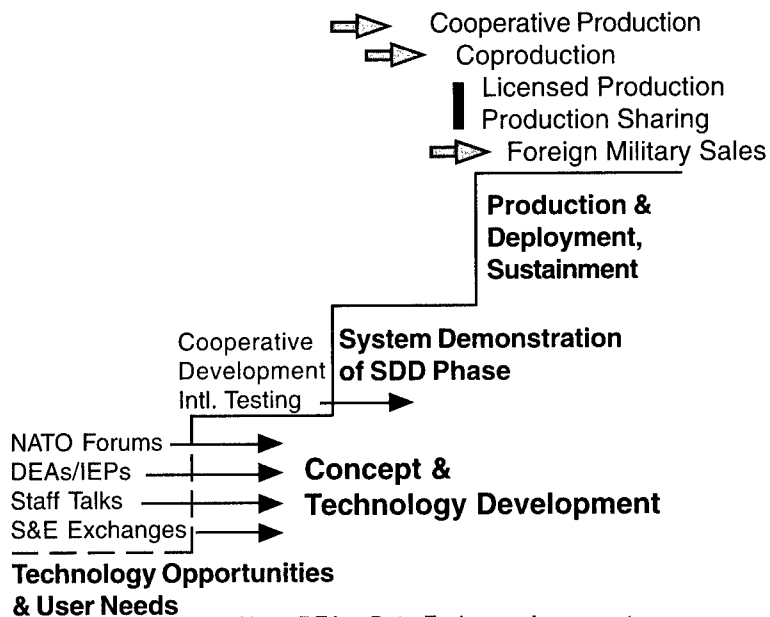 Cooperative Production
Coproduction
Licensed Production
Production Sharing
Foreign Military Sales
Production &
Deployment,
Sustainment
Cooperative
Development
Intl. Testing
System Demonstration
of SDD Phase
NATO Forums
DEAs/IEPs
Staff Talks
S&E Exchanges
Concept &
Technology Development
Technology Opportunities
& User Needs